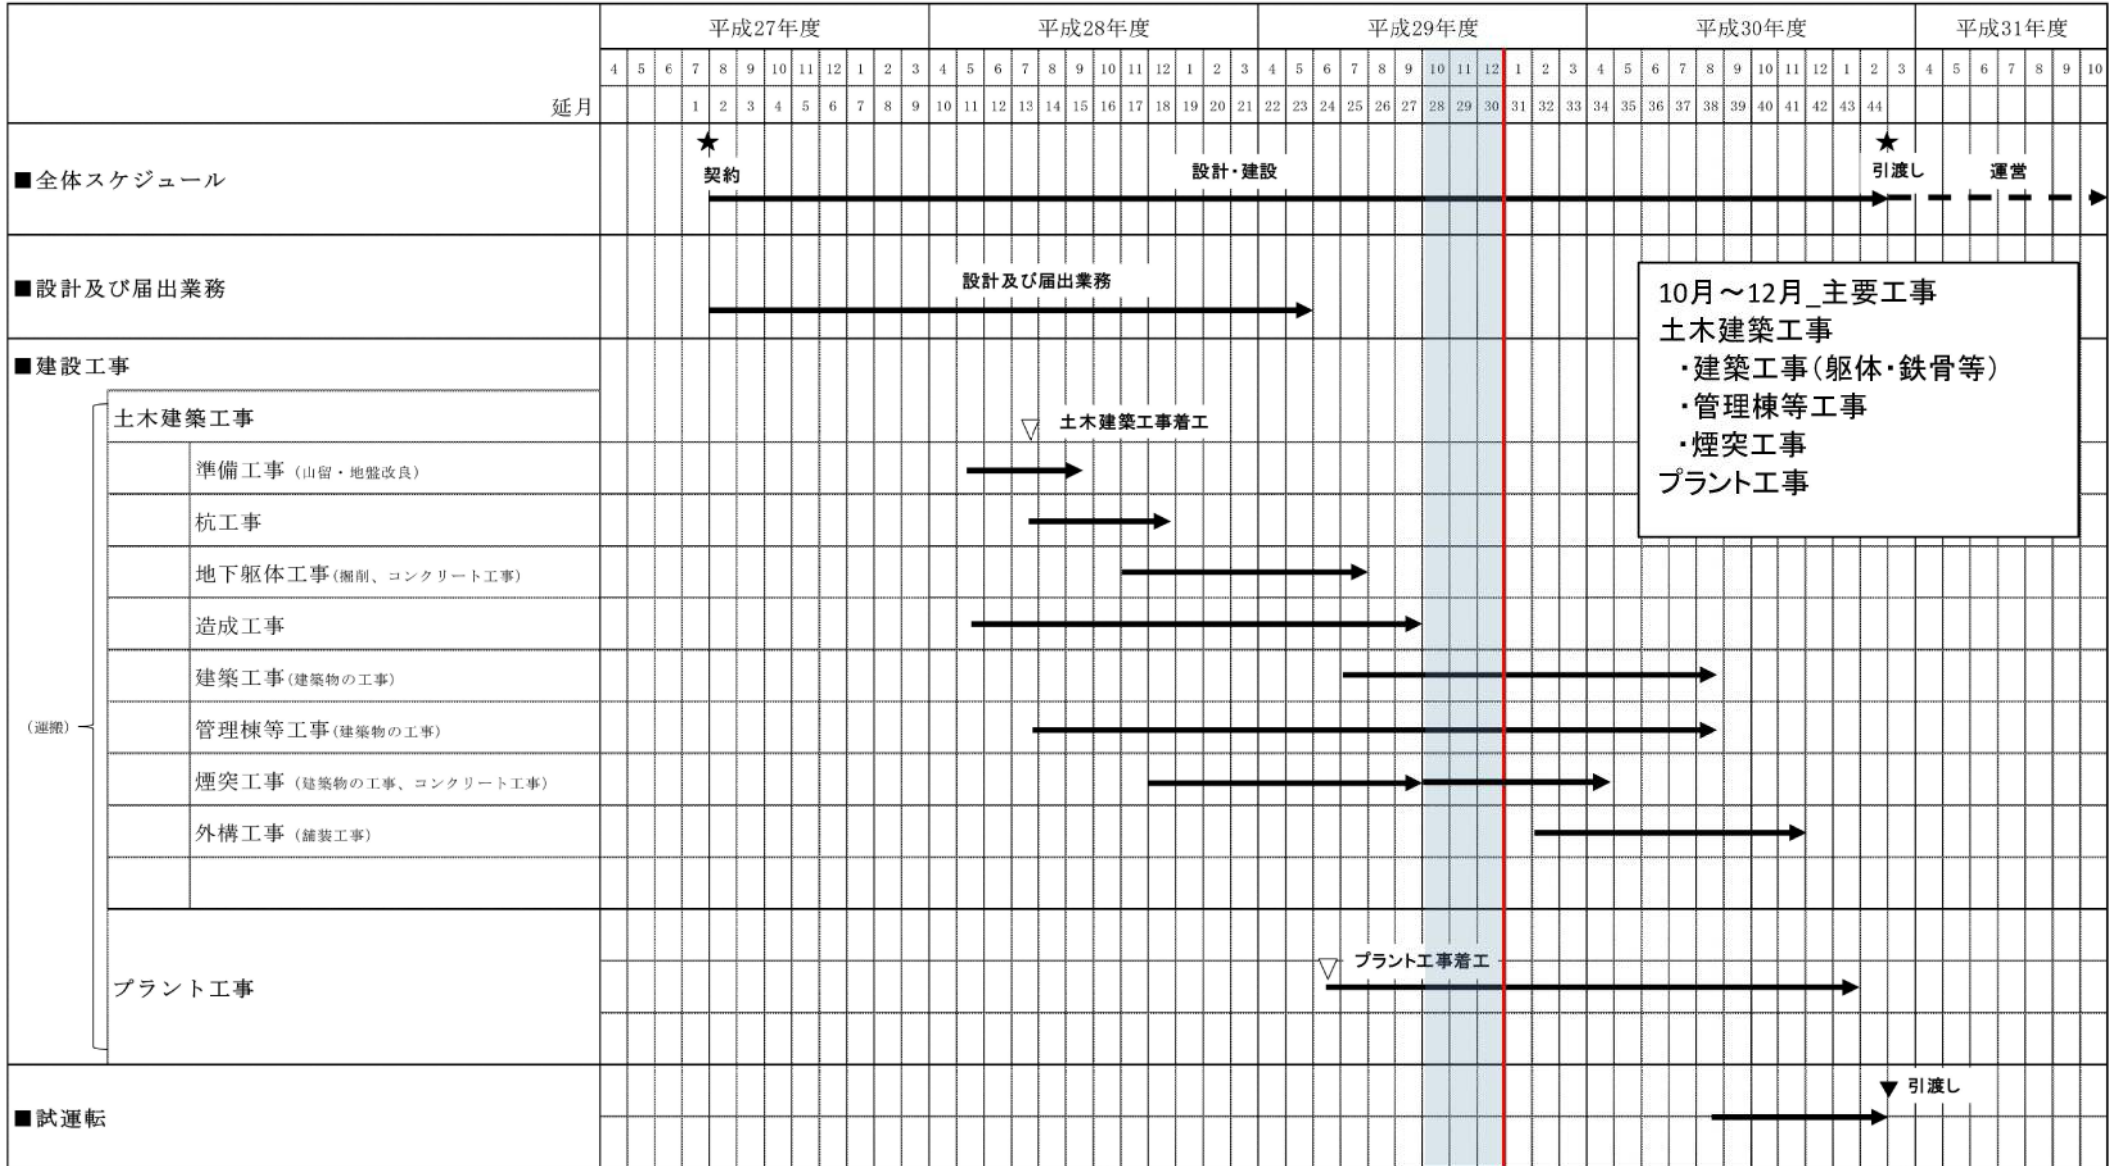 平成27年度 平成28年度 平成29年度 平成30年度 平成31年度
4 5 6 7 8 9 10 11 12 1 2 3 4 5 6 7 8 9 10 11 12 1 2 3 4 5 6 7 8 9 10 11 12 1 2 3 4 5 6 7 8 9 10 11 12 1 2 3 4 5 6 7 8 9 10
延月 1 2 3 4 5 6 7 8 9 10 11 12 13 14 15 16 17 18 19 20 21 22 23 24 25 26 27 28 29 30 31 32 33 34 35 36 37 38 39 40 41 42 43 44
■全体スケジュール
★ ★
契約 設計・建設 引渡し 運営
■設計及び届出業務
設計及び届出業務
10月～12月_主要工事
土木建築工事
・建築工事(躯体・鉄骨等)
・管理棟等工事
・煙突工事
プラント工事
■建設工事
土木建築工事 ▽ 土木建築工事着工
準備工事 (山留・地盤改良)
杭工事
地下躯体工事(掘削、コンクリート工事)
造成工事
建築工事(建築物の工事)
(運搬)
管理棟等工事(建築物の工事)
煙突工事 (建築物の工事、コンクリート工事)
外構工事 (舗装工事)
▽ プラント工事着工
プラント工事
▼ 引渡し
■試運転